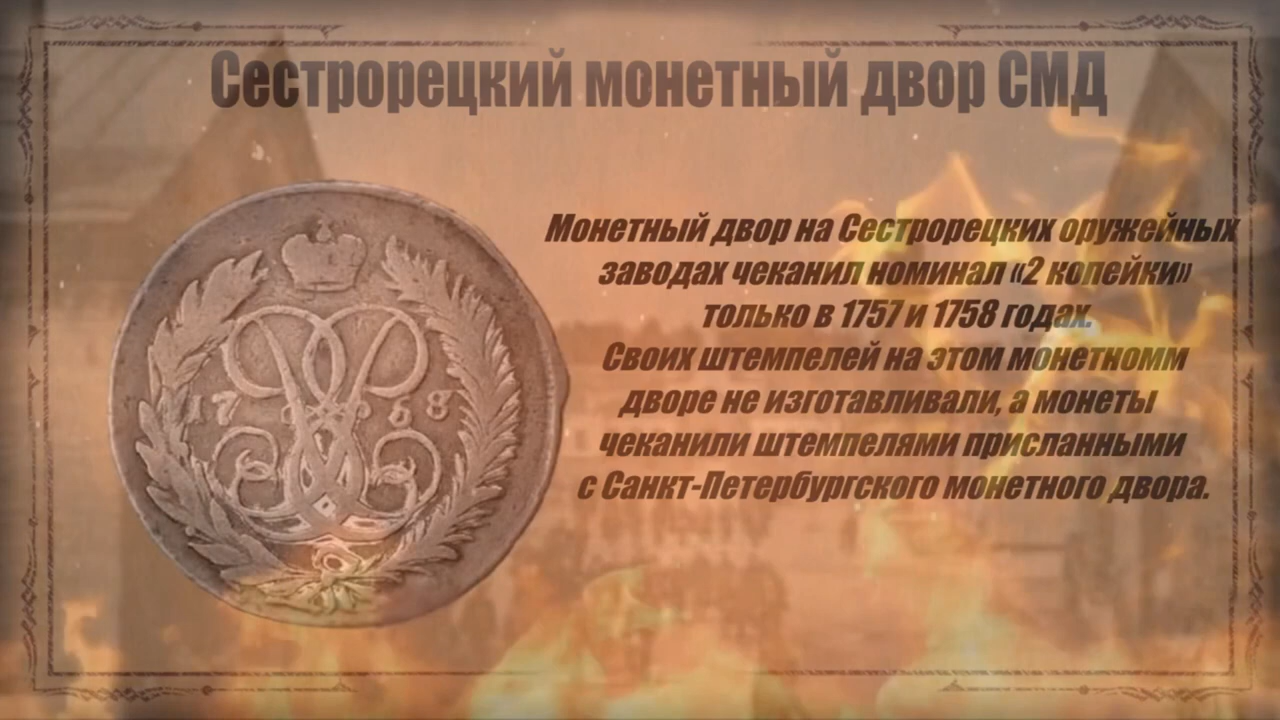 Сестрорецкий монетный двор СМД
Монетный двор на Сестрорецких оружейных
заводах чеканил номинал «2 копейки»
только в 1757 и 1758 годах.
Своих штемпелей на этом монетномм
дворе не изготавливали, а монеты
чеканили штемпелями присланными
с Санкт-Петербургского монетного двора.
1758